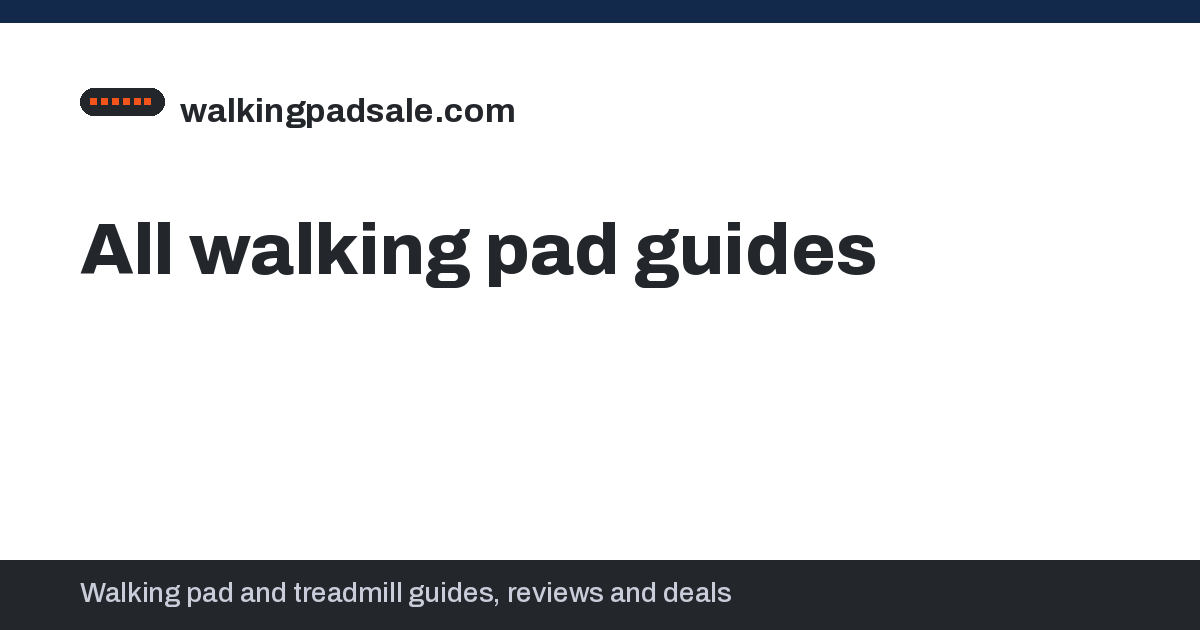 walkingpadsale.com
All walking pad guides
Walking pad and treadmill guides, reviews and deals